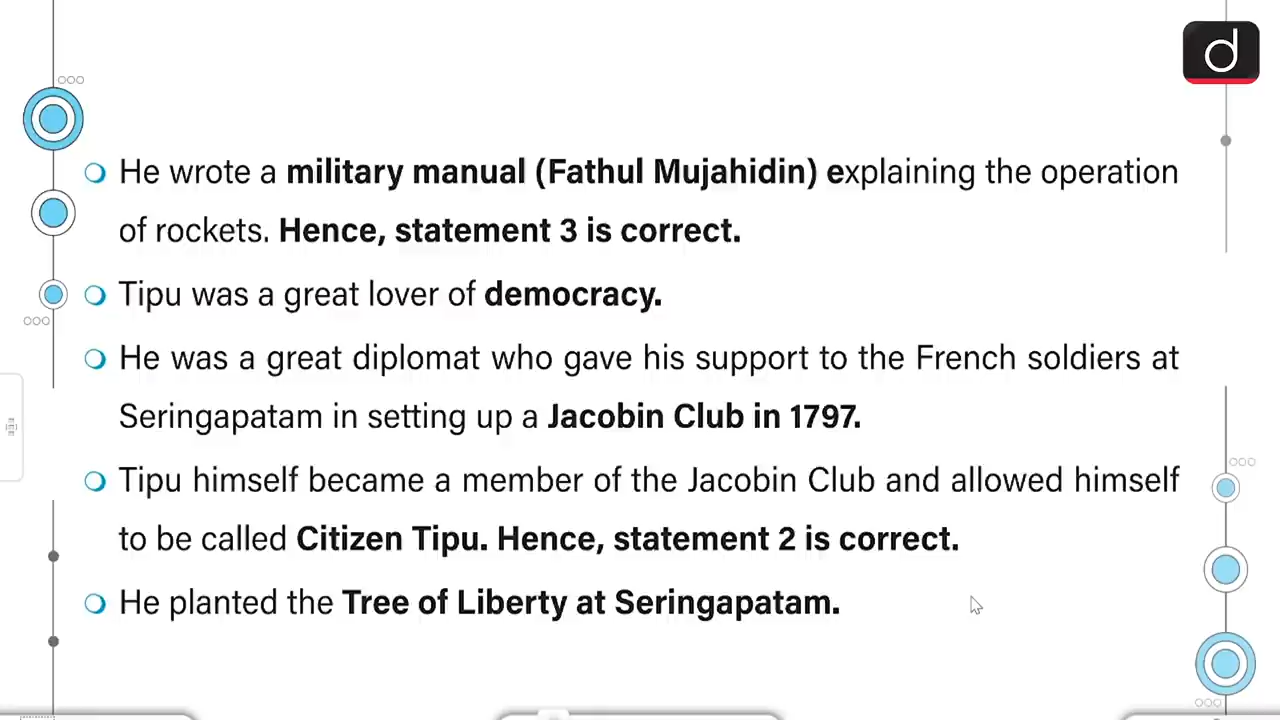 d
He wrote a military manual (Fathul Mujahidin) explaining the operation
of rockets. Hence, statement 3 is correct.
Tipu was a great lover of democracy.
He was a great diplomat who gave his support to the French soldiers at
Seringapatam in setting up a Jacobin Club in 1797.
Tipu himself became a member of the Jacobin Club and allowed himself
to be called Citizen Tipu. Hence, statement 2 is correct.
He planted the Tree of Liberty at Seringapatam.